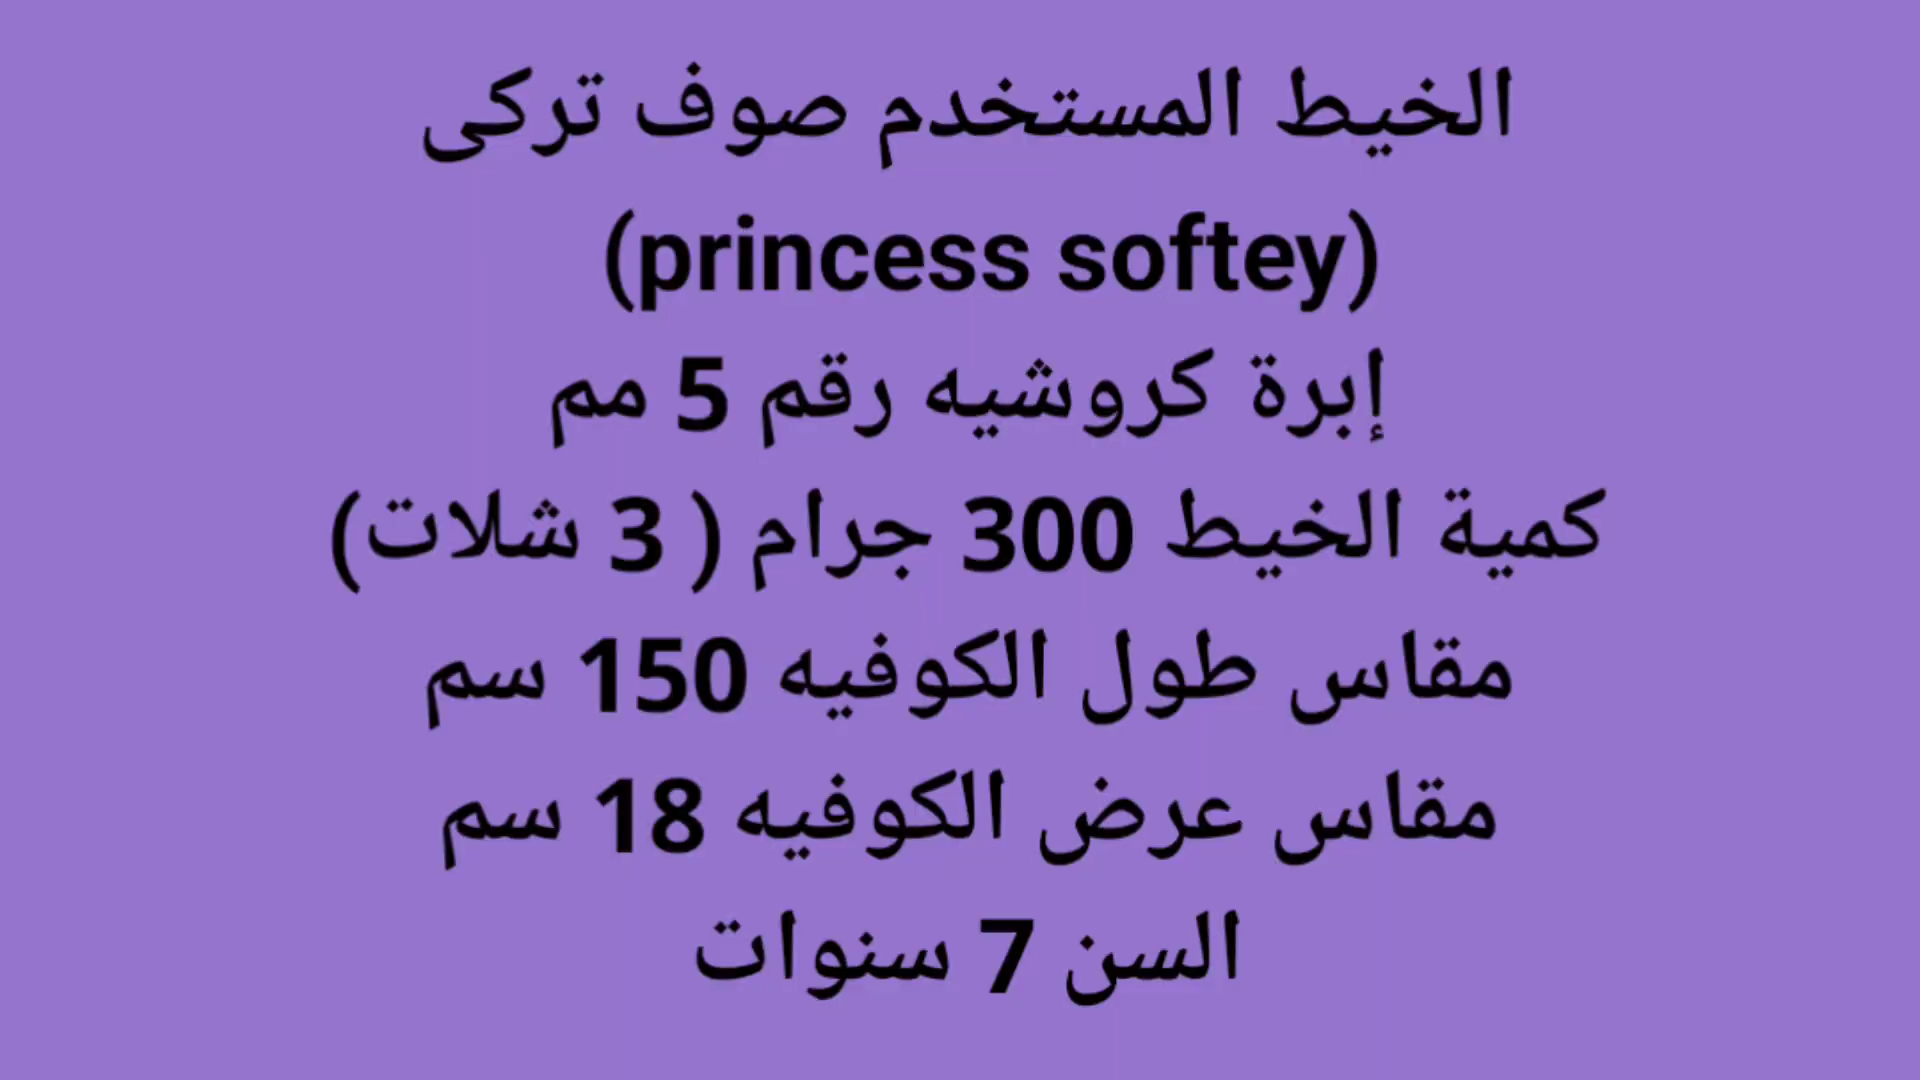 الخيط المستخدم صوف تركى
(princess softey)
إبرة كروشيه رقم 5 مم
كمية الخيط 300 جرام ( 3 شلات)
مقاس طول الكوفيه 150 سم
مقاس عرض الكوفيه 18 سم
السن 7 سنوات